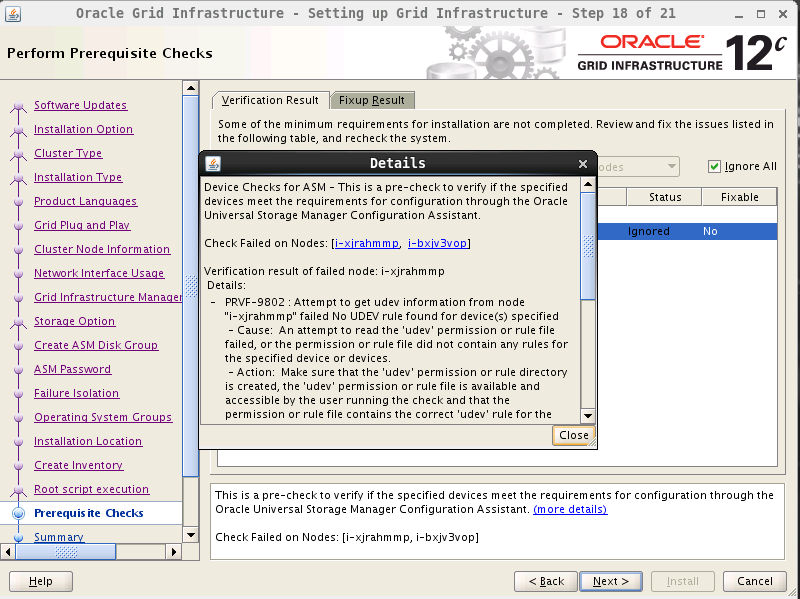 Oracle Grid Infrastructure - Setting up Grid Infrastructure - Step 18 of 21
Perform Prerequisite Checks
ORACLE
GRID INFRASTRUCTURE
12c
Software Updates
Installation Option
Cluster Type
Installation Type
Product Languages
Grid Plug and Play
Cluster Node Information
Network Interface Usage
Grid Infrastructure Manager
Storage Option
Create ASM Disk Group
ASM Password
Failure Isolation
Operating System Groups
Installation Location
Create Inventory
Root script execution
Prerequisite Checks
Summary
Verification Result
Fixup Result
Some of the minimum requirements for installation are not completed. Review and fix the issues listed in
the following table, and recheck the system.
Ignore All
Status
Fixable
Ignored
No
Details
Device Checks for ASM - This is a pre-check to verify if the specified
devices meet the requirements for configuration through the Oracle
Universal Storage Manager Configuration Assistant.
Check Failed on Nodes: [i-xjrahmmp, i-bxjv3vop]
Verification result of failed node: i-xjrahmmp
Details:
- PRVF-9802 : Attempt to get udev information from node
"i-xjrahmmp" failed No UDEV rule found for device(s) specified
- Cause: An attempt to read the 'udev' permission or rule file
failed, or the permission or rule file did not contain any rules for
the specified device or devices.
- Action: Make sure that the 'udev' permission or rule directory
is created, the 'udev' permission or rule file is available and
accessible by the user running the check and that the
permission or rule file contains the correct 'udev' rule for the
Close
This is a pre-check to verify if the specified devices meet the requirements for configuration through the
Oracle Universal Storage Manager Configuration Assistant. (more details)
Check Failed on Nodes: [i-xjrahmmp, i-bxjv3vop]
Help
< Back
Next >
Install
Cancel